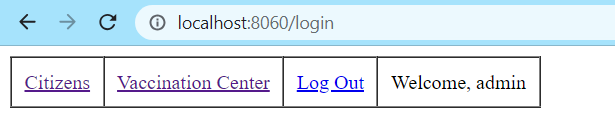 localhost:8060/login
Citizens Vaccination Center Log Out Welcome, admin